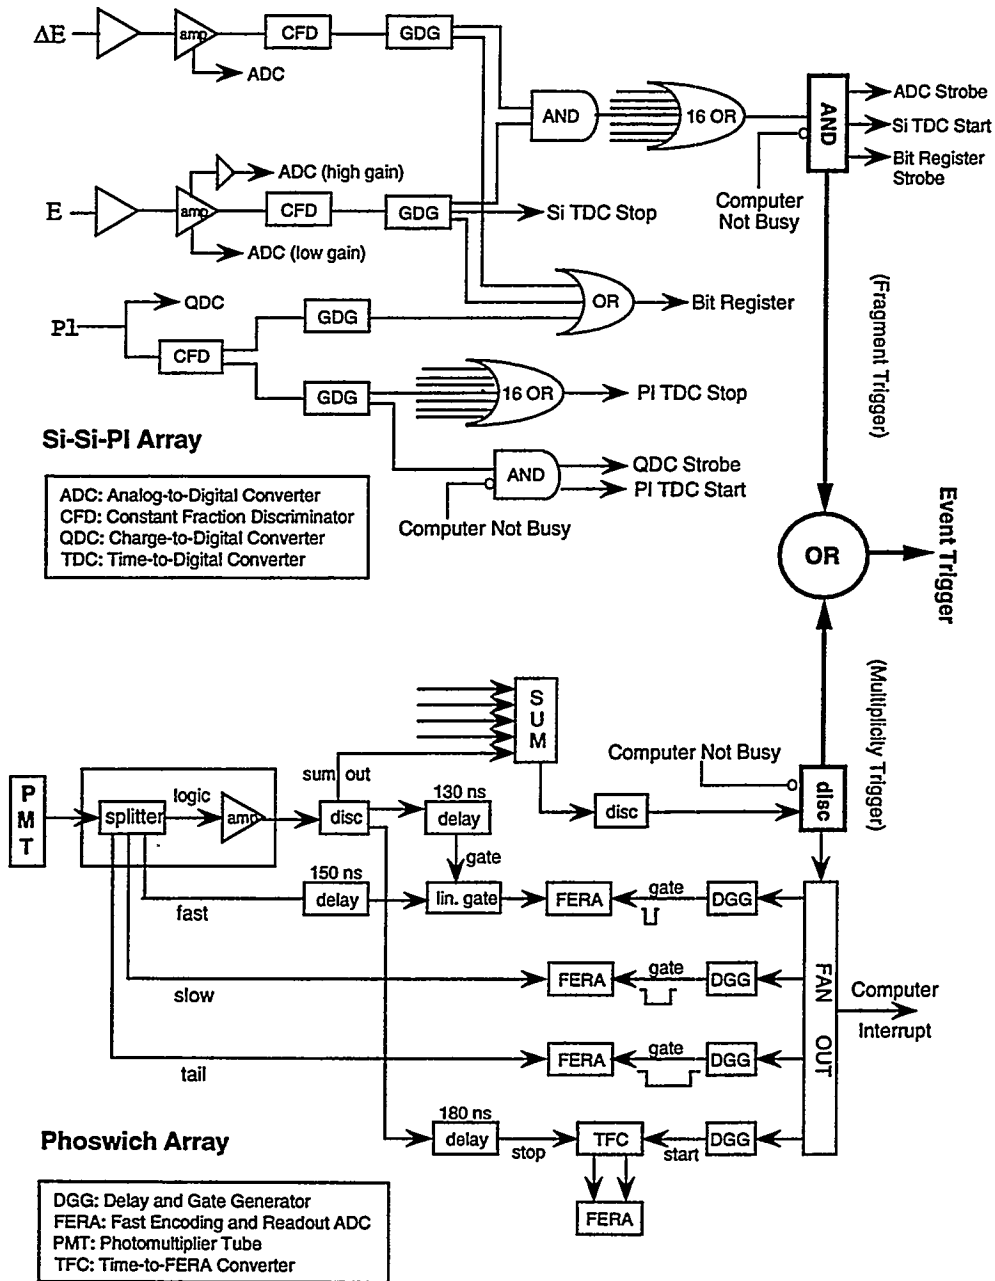 ΔE
amp
CFD
GDG
ADC
AND
16 OR
AND
ADC Strobe
Si TDC Start
Bit Register
Strobe
Computer
Not Busy
ADC (high gain)
E
amp
CFD
GDG
Si TDC Stop
ADC (low gain)
QDC
Pl
CFD
GDG
OR
Bit Register
GDG
16 OR
Pl TDC Stop
(Fragment Trigger)
Si-Si-Pl Array
AND
QDC Strobe
Pl TDC Start
Computer Not Busy
ADC: Analog-to-Digital Converter
CFD: Constant Fraction Discriminator
QDC: Charge-to-Digital Converter
TDC: Time-to-Digital Converter
OR
Event Trigger
(Multiplicity Trigger)
SUM
Computer Not Busy
sum out
PMT
splitter
logic
amp
disc
130 ns
delay
disc
disc
gate
150 ns
delay
lin. gate
FERA
gate
DGG
fast
FERA
gate
DGG
slow
FAN OUT
Computer
Interrupt
FERA
gate
DGG
tail
180 ns
delay
stop
TFC
start
DGG
FERA
Phoswich Array
DGG: Delay and Gate Generator
FERA: Fast Encoding and Readout ADC
PMT: Photomultiplier Tube
TFC: Time-to-FERA Converter